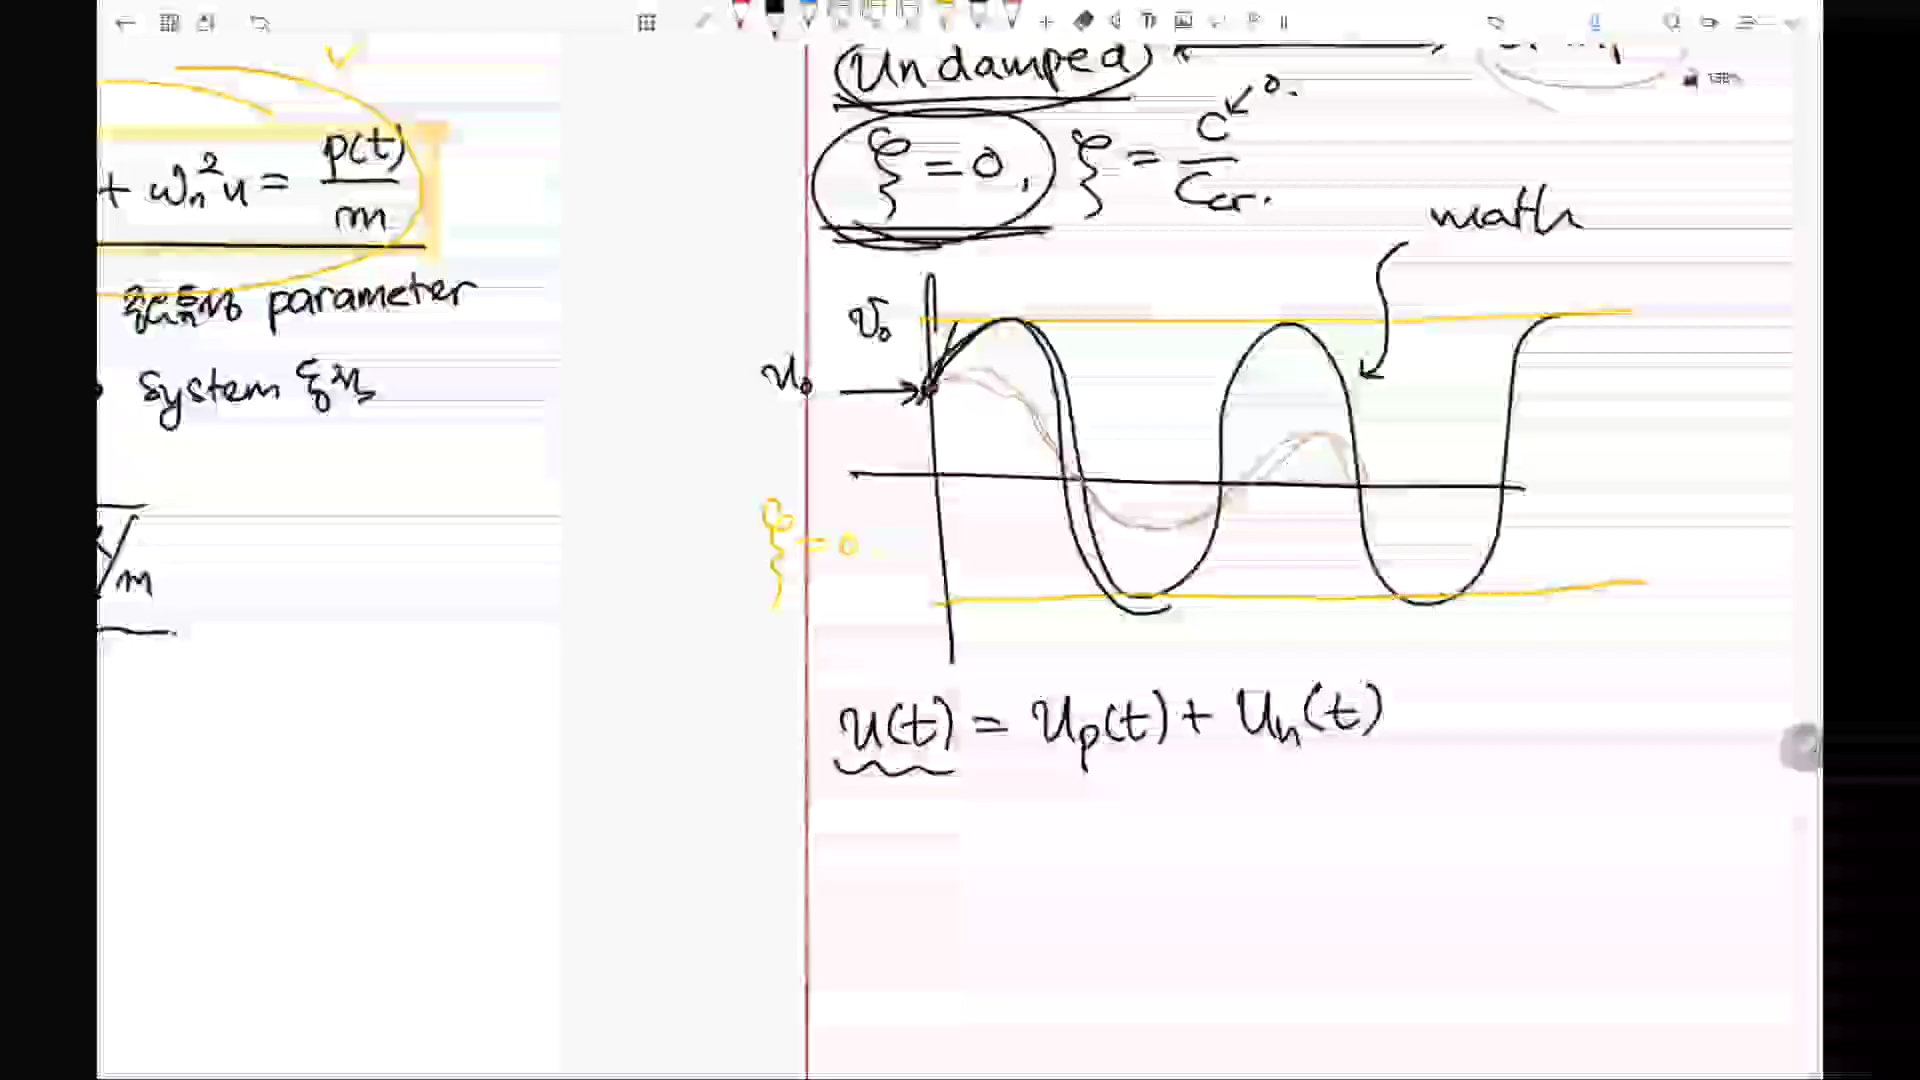 + ωₙ²u = p(t)/m
parameter
system
/m
Undamped
ξ = 0, ξ = C/Ccr. 0.
math
v₀
u₀
ξ = 0.
u(t) = up(t) + uh(t)